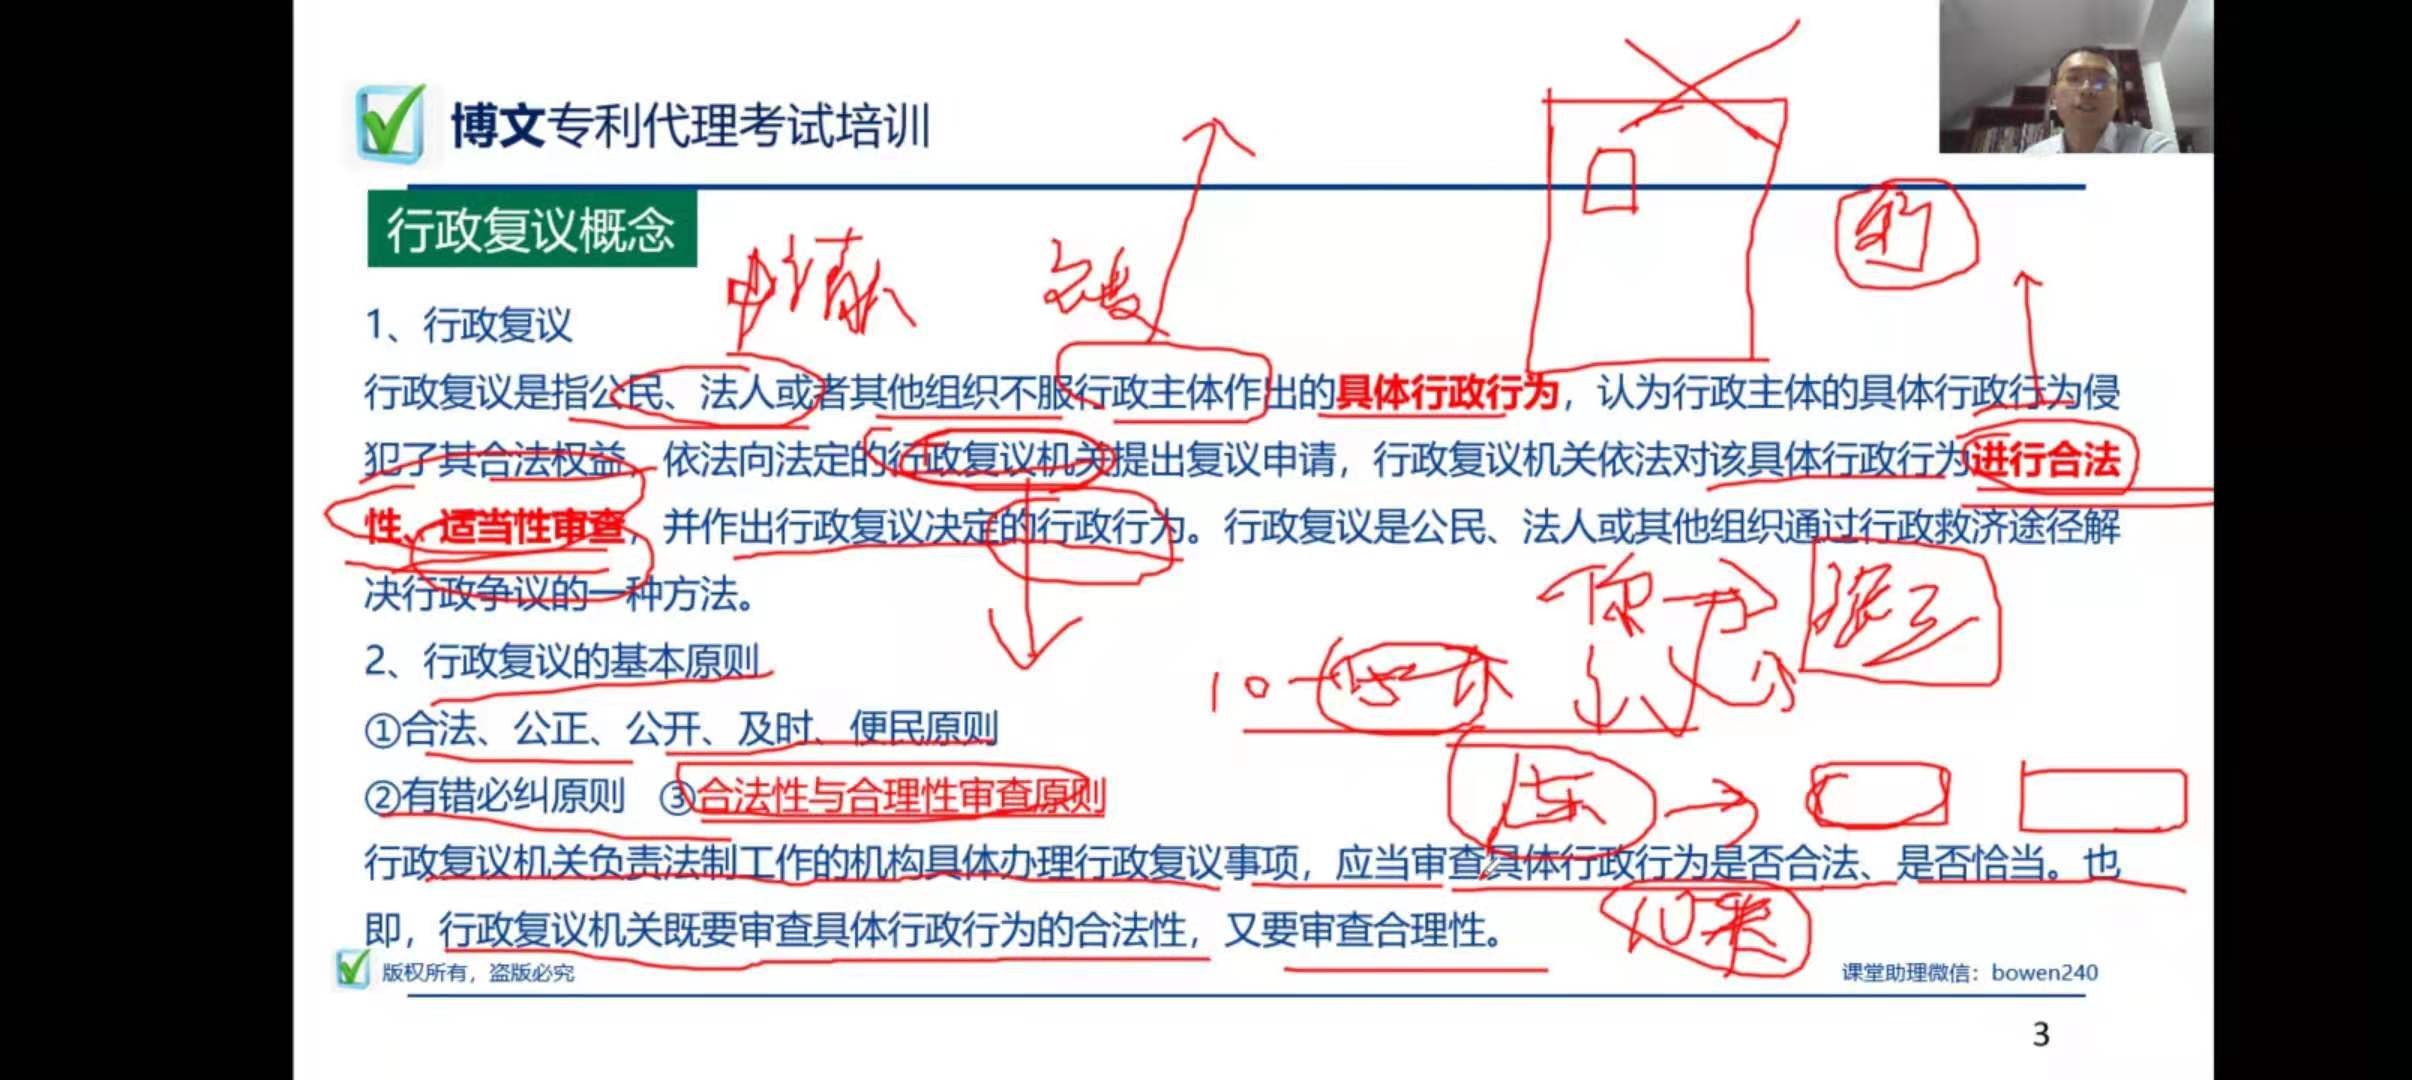 博文专利代理考试培训
行政复议概念
申请人
1、行政复议
行政复议是指公民、法人或者其他组织不服行政主体作出的具体行政行为，认为行政主体的具体行政行为侵
犯了其合法权益，依法向法定的行政复议机关提出复议申请，行政复议机关依法对该具体行政行为进行合法
性、适当性审查，并作出行政复议决定的行政行为。行政复议是公民、法人或其他组织通过行政救济途径解
决行政争议的一种方法。
2、行政复议的基本原则
①合法、公正、公开、及时、便民原则
②有错必纠原则 ③合法性与合理性审查原则
行政复议机关负责法制工作的机构具体办理行政复议事项，应当审查具体行政行为是否合法、是否恰当。也
即，行政复议机关既要审查具体行政行为的合法性，又要审查合理性。
版权所有，盗版必究
课堂助理微信：bowen240
3